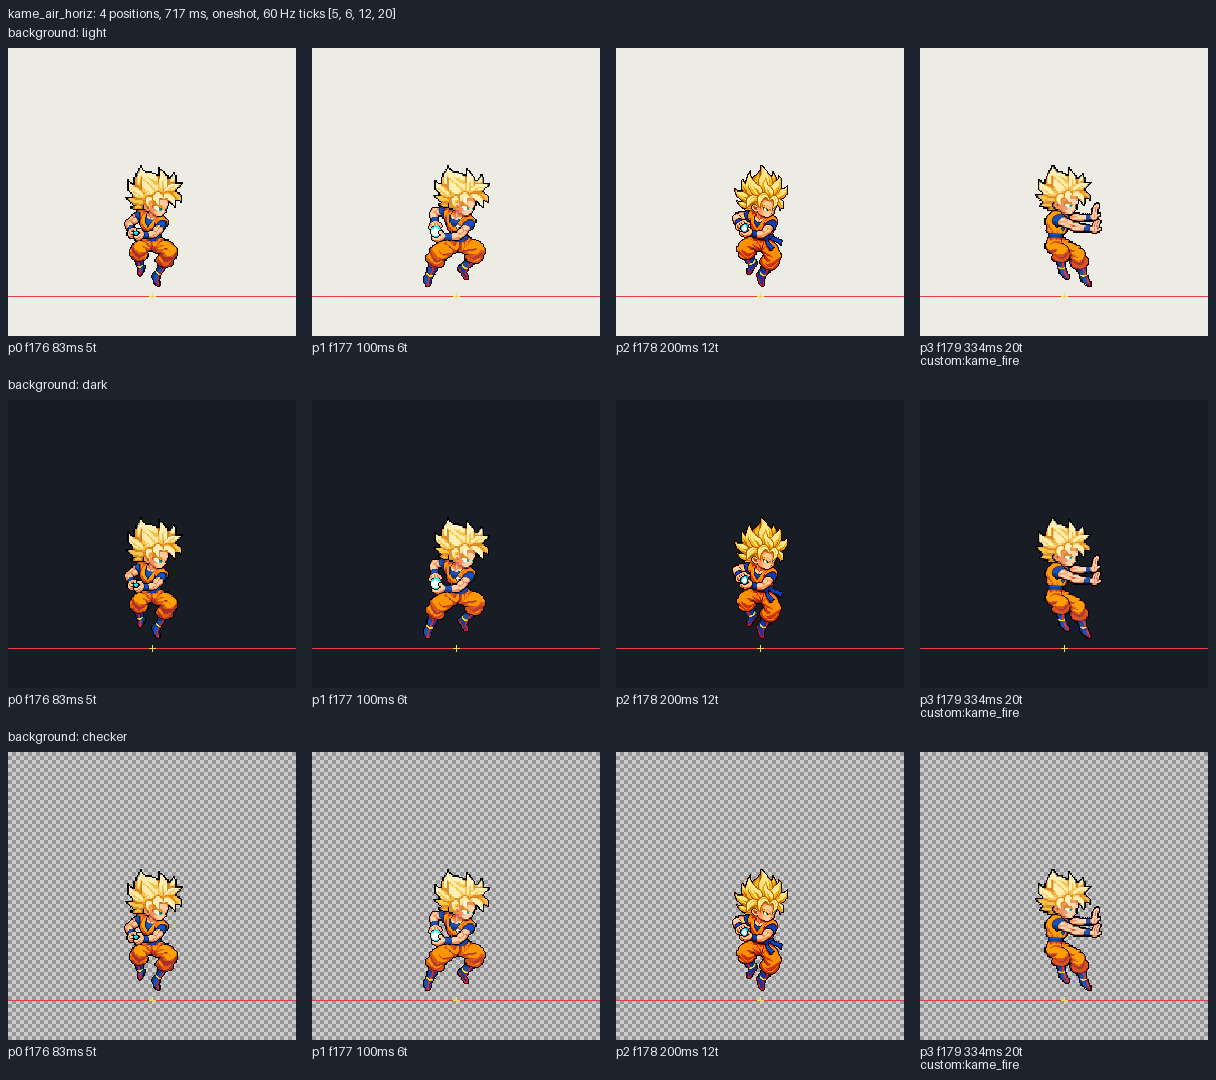 kame_air_horiz: 4 positions, 717 ms, oneshot, 60 Hz ticks [5, 6, 12, 20]
background: light
p0 f176 83ms 5t
p1 f177 100ms 6t
p2 f178 200ms 12t
p3 f179 334ms 20t
custom:kame_fire
background: dark
p0 f176 83ms 5t
p1 f177 100ms 6t
p2 f178 200ms 12t
p3 f179 334ms 20t
custom:kame_fire
background: checker
p0 f176 83ms 5t
p1 f177 100ms 6t
p2 f178 200ms 12t
p3 f179 334ms 20t
custom:kame_fire